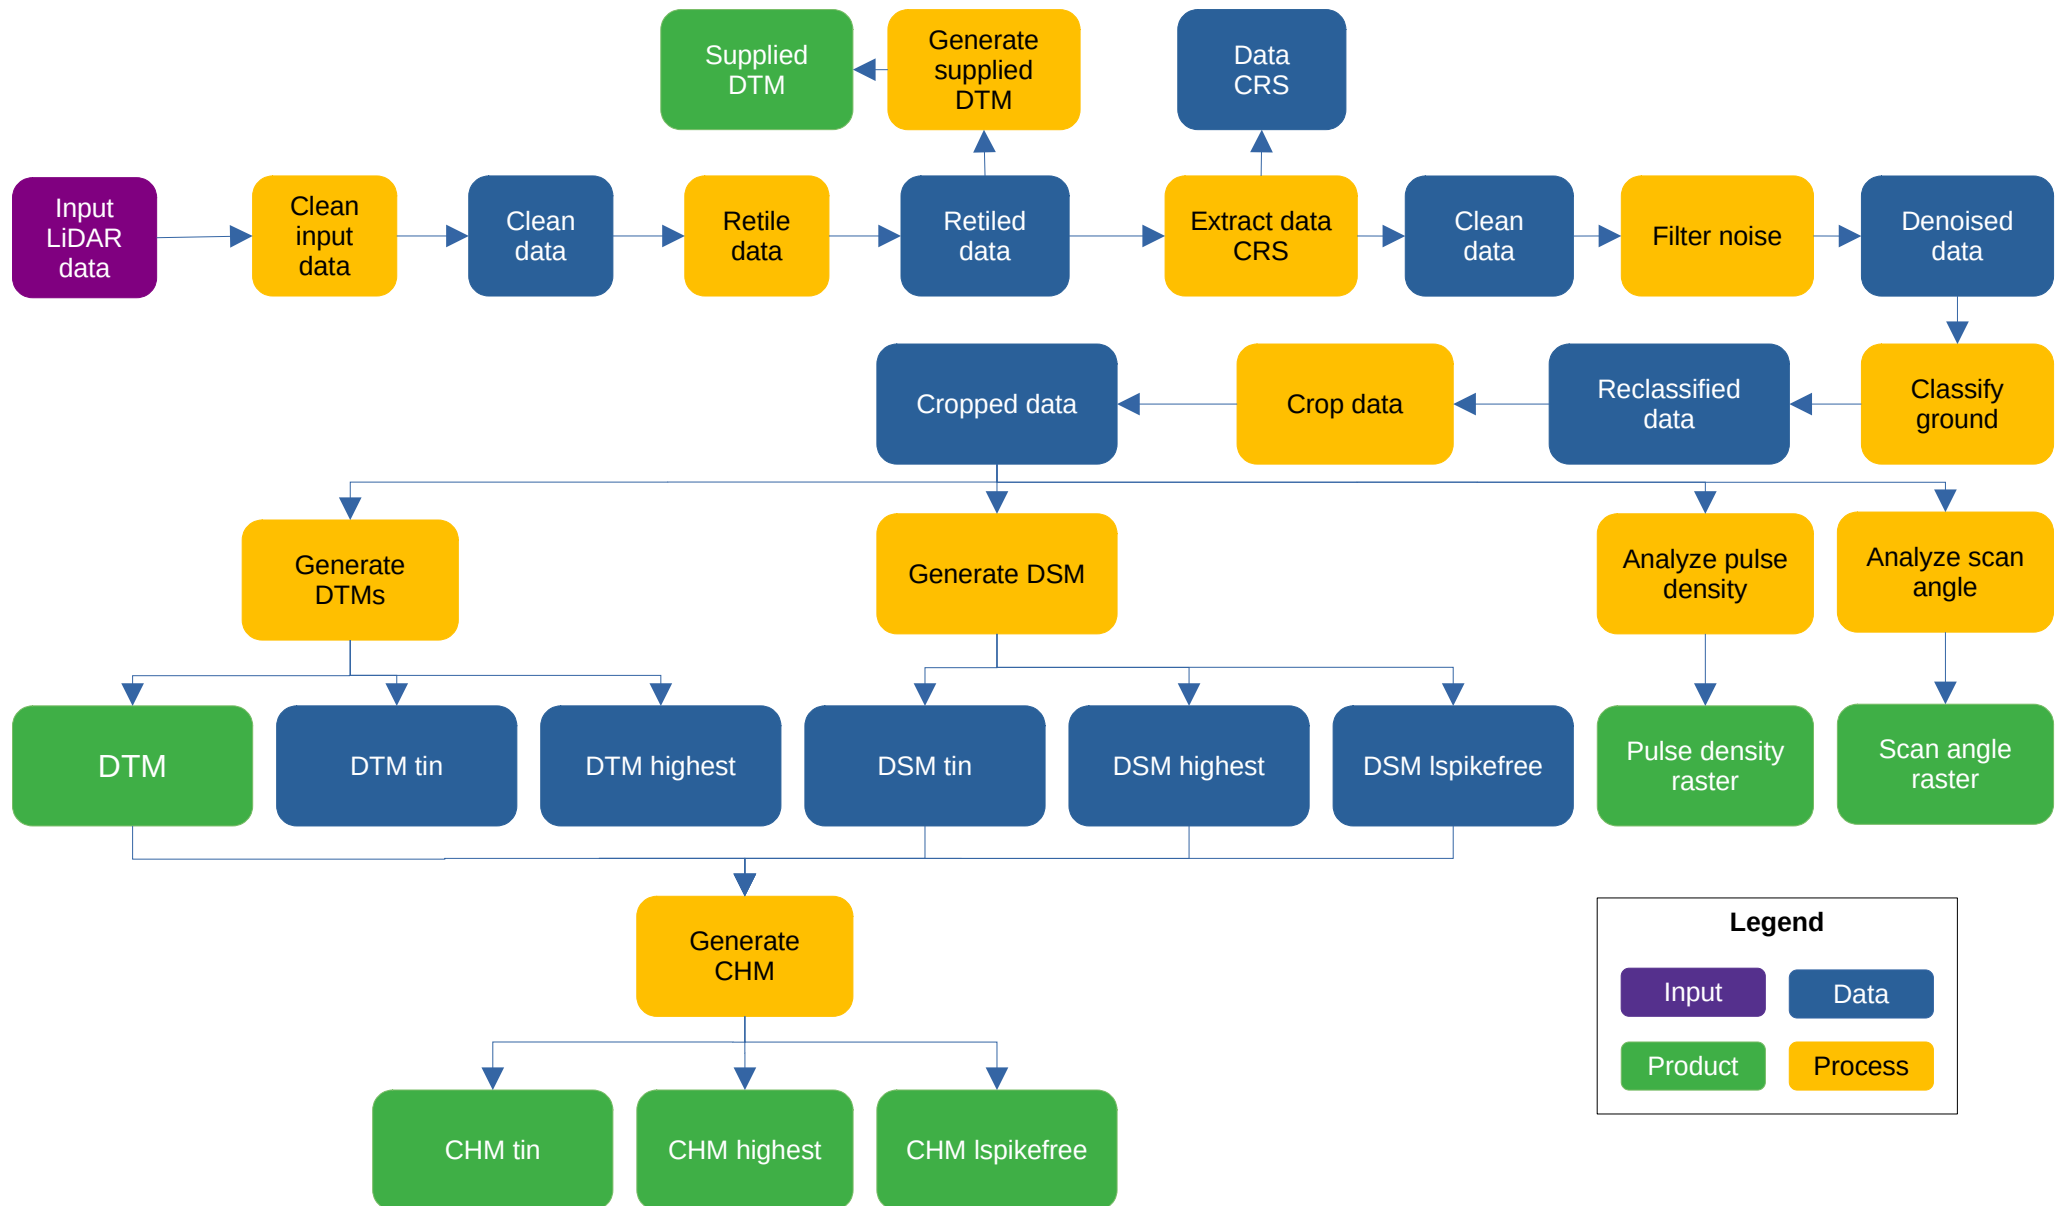 Supplied
DTM
Generate
supplied
DTM
Data
CRS
Input
LiDAR
data
Clean
input
data
Clean
data
Retile
data
Retiled
data
Extract data
CRS
Clean
data
Filter noise
Denoised
data
Cropped data
Crop data
Reclassified
data
Classify
ground
Generate
DTMs
Generate DSM
Analyze pulse
density
Analyze scan
angle
DTM
DTM tin
DTM highest
DSM tin
DSM highest
DSM lspikefree
Pulse density
raster
Scan angle
raster
Generate
CHM
Legend
Input
Data
Product
Process
CHM tin
CHM highest
CHM lspikefree